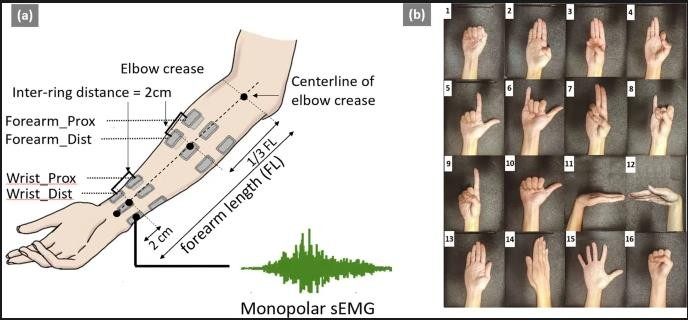 (a)
Elbow crease
Inter-ring distance = 2cm
Centerline of
elbow crease
Forearm_Prox
Forearm_Dist
Wrist_Prox
Wrist_Dist
1/3 FL
forearm length (FL)
2 cm
Monopolar sEMG
(b)
1 2 3 4
5 6 7 8
9 10 11 12
13 14 15 16